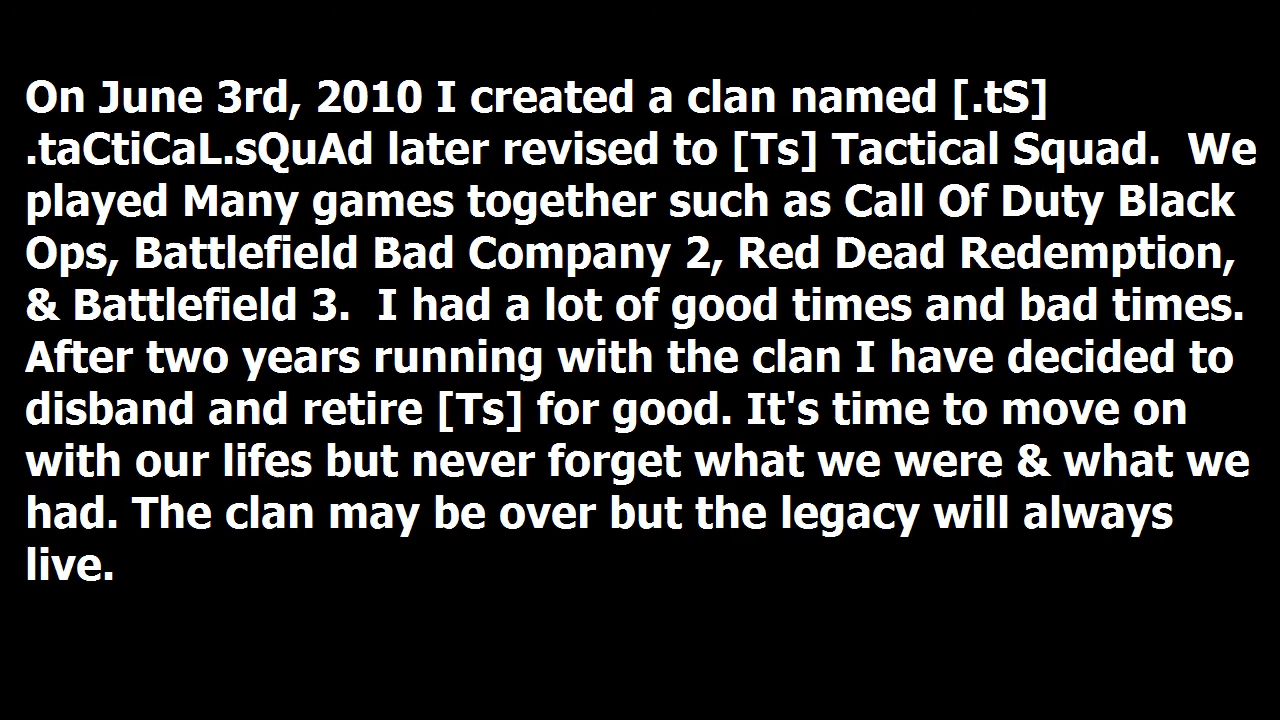 On June 3rd, 2010 I created a clan named [.tS]
.taCtiCaL.sQuAd later revised to [Ts] Tactical Squad.  We
played Many games together such as Call Of Duty Black
Ops, Battlefield Bad Company 2, Red Dead Redemption,
& Battlefield 3.  I had a lot of good times and bad times.
After two years running with the clan I have decided to
disband and retire [Ts] for good. It's time to move on
with our lifes but never forget what we were & what we
had. The clan may be over but the legacy will always
live.